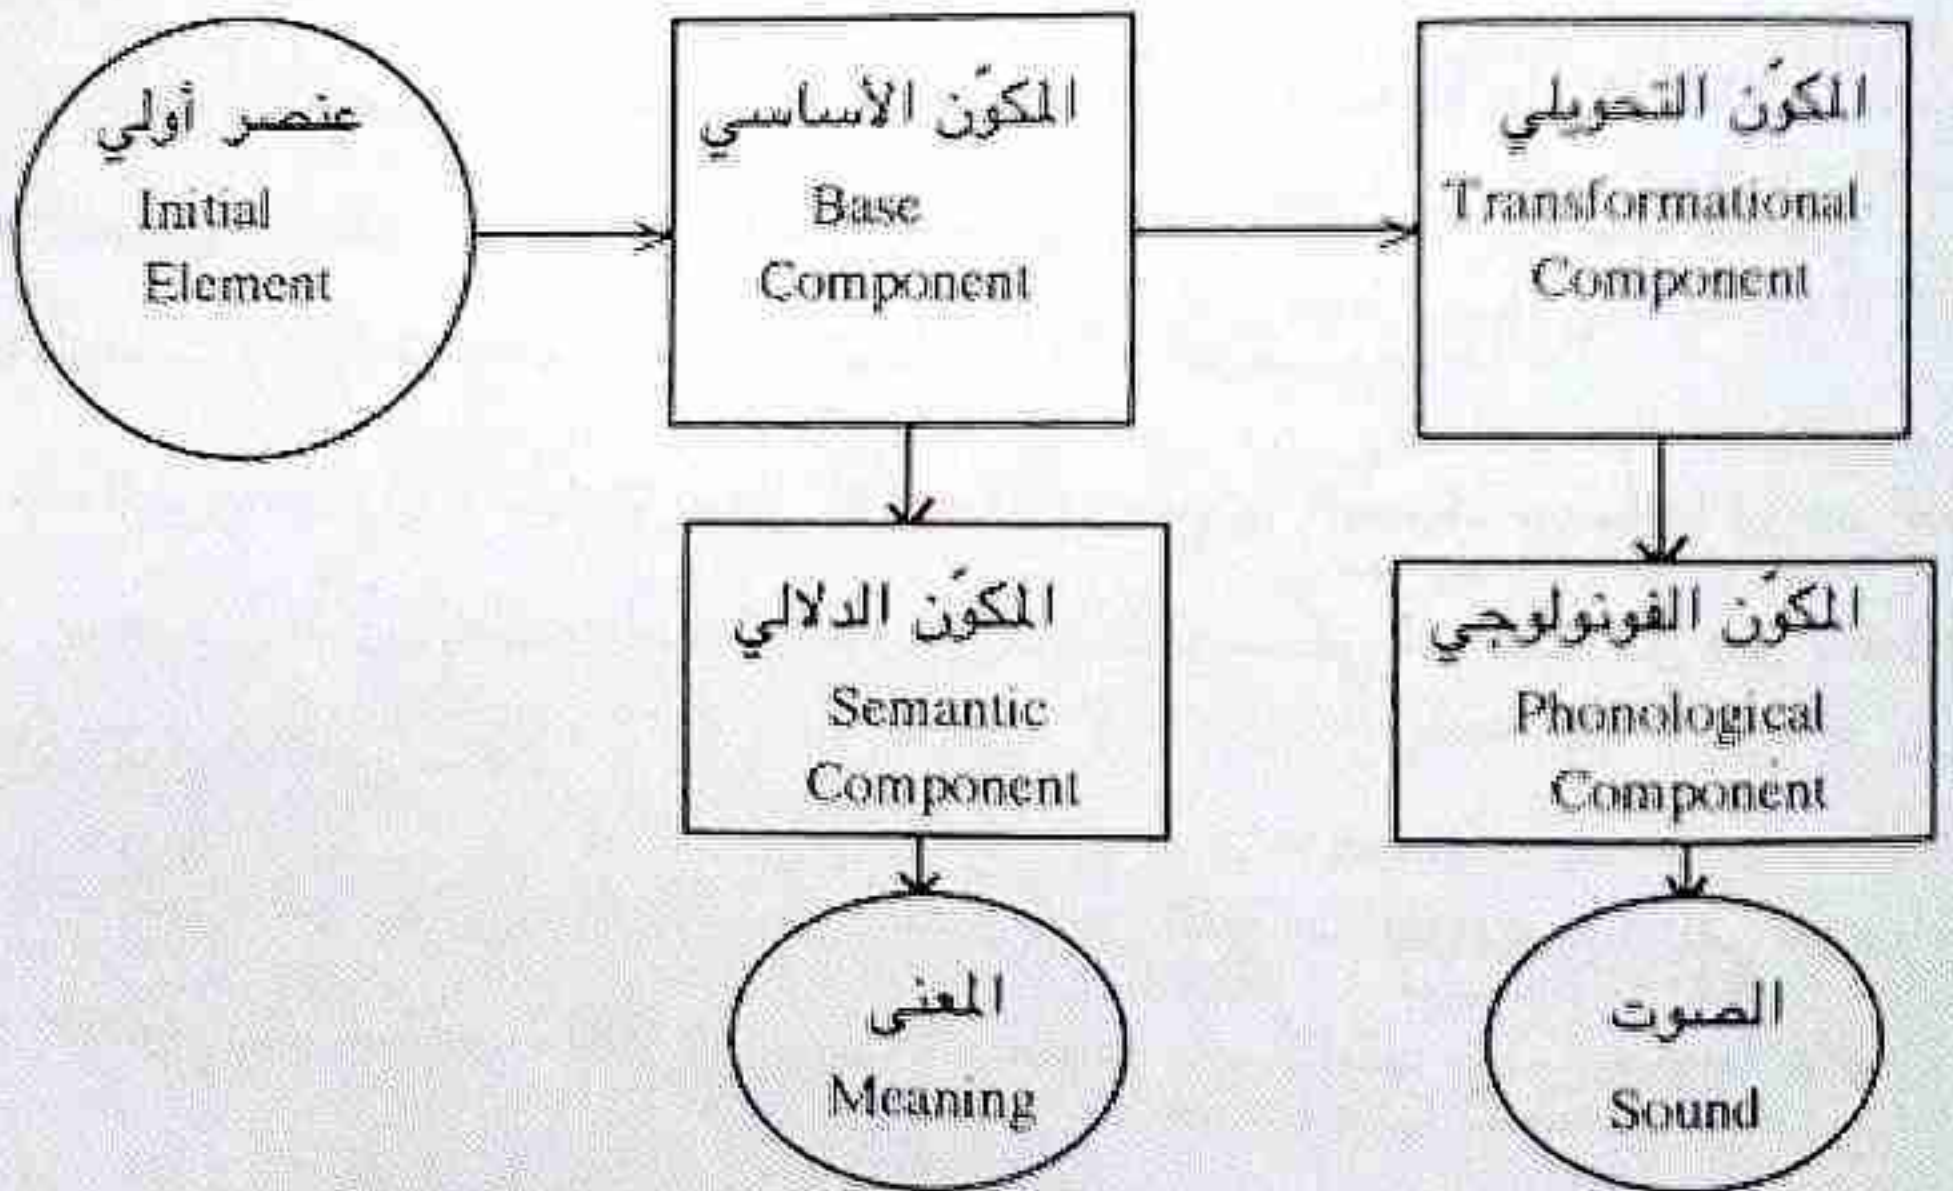 عنصر أولي
Initial
Element
المكوّن الأساسي
Base
Component
المكوّن التحويلي
Transformational
Component
المكوّن الدلالي
Semantic
Component
المكوّن الفونولوجي
Phonological
Component
المعنى
Meaning
الصوت
Sound